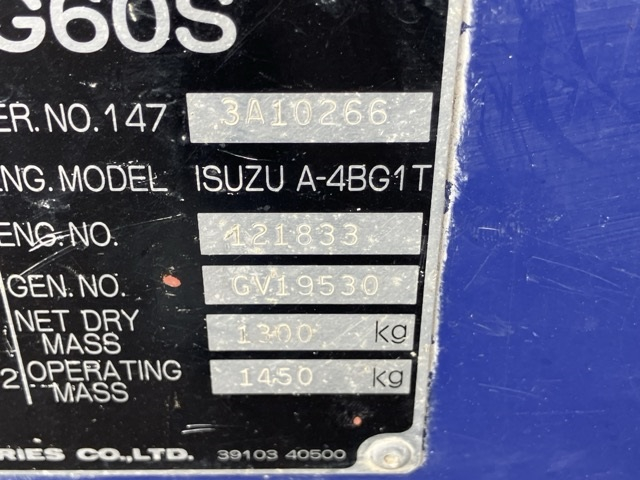 G60S
ER. NO. 147 3A10266
ENG. MODEL ISUZU A-4BG1T
ENG. NO. 121833
GEN. NO. GV19530
NET DRY
MASS 1300 kg
2 OPERATING
MASS 1450 kg
RIES CO.,LTD. 39103 40500